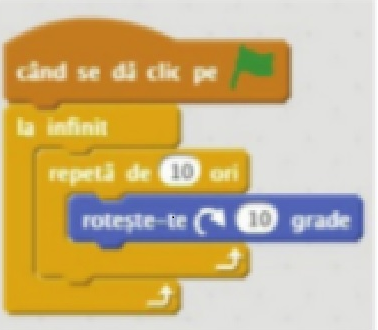 când se dă clic pe
la infinit
repetă de 10 ori
rotește-te 10 grade